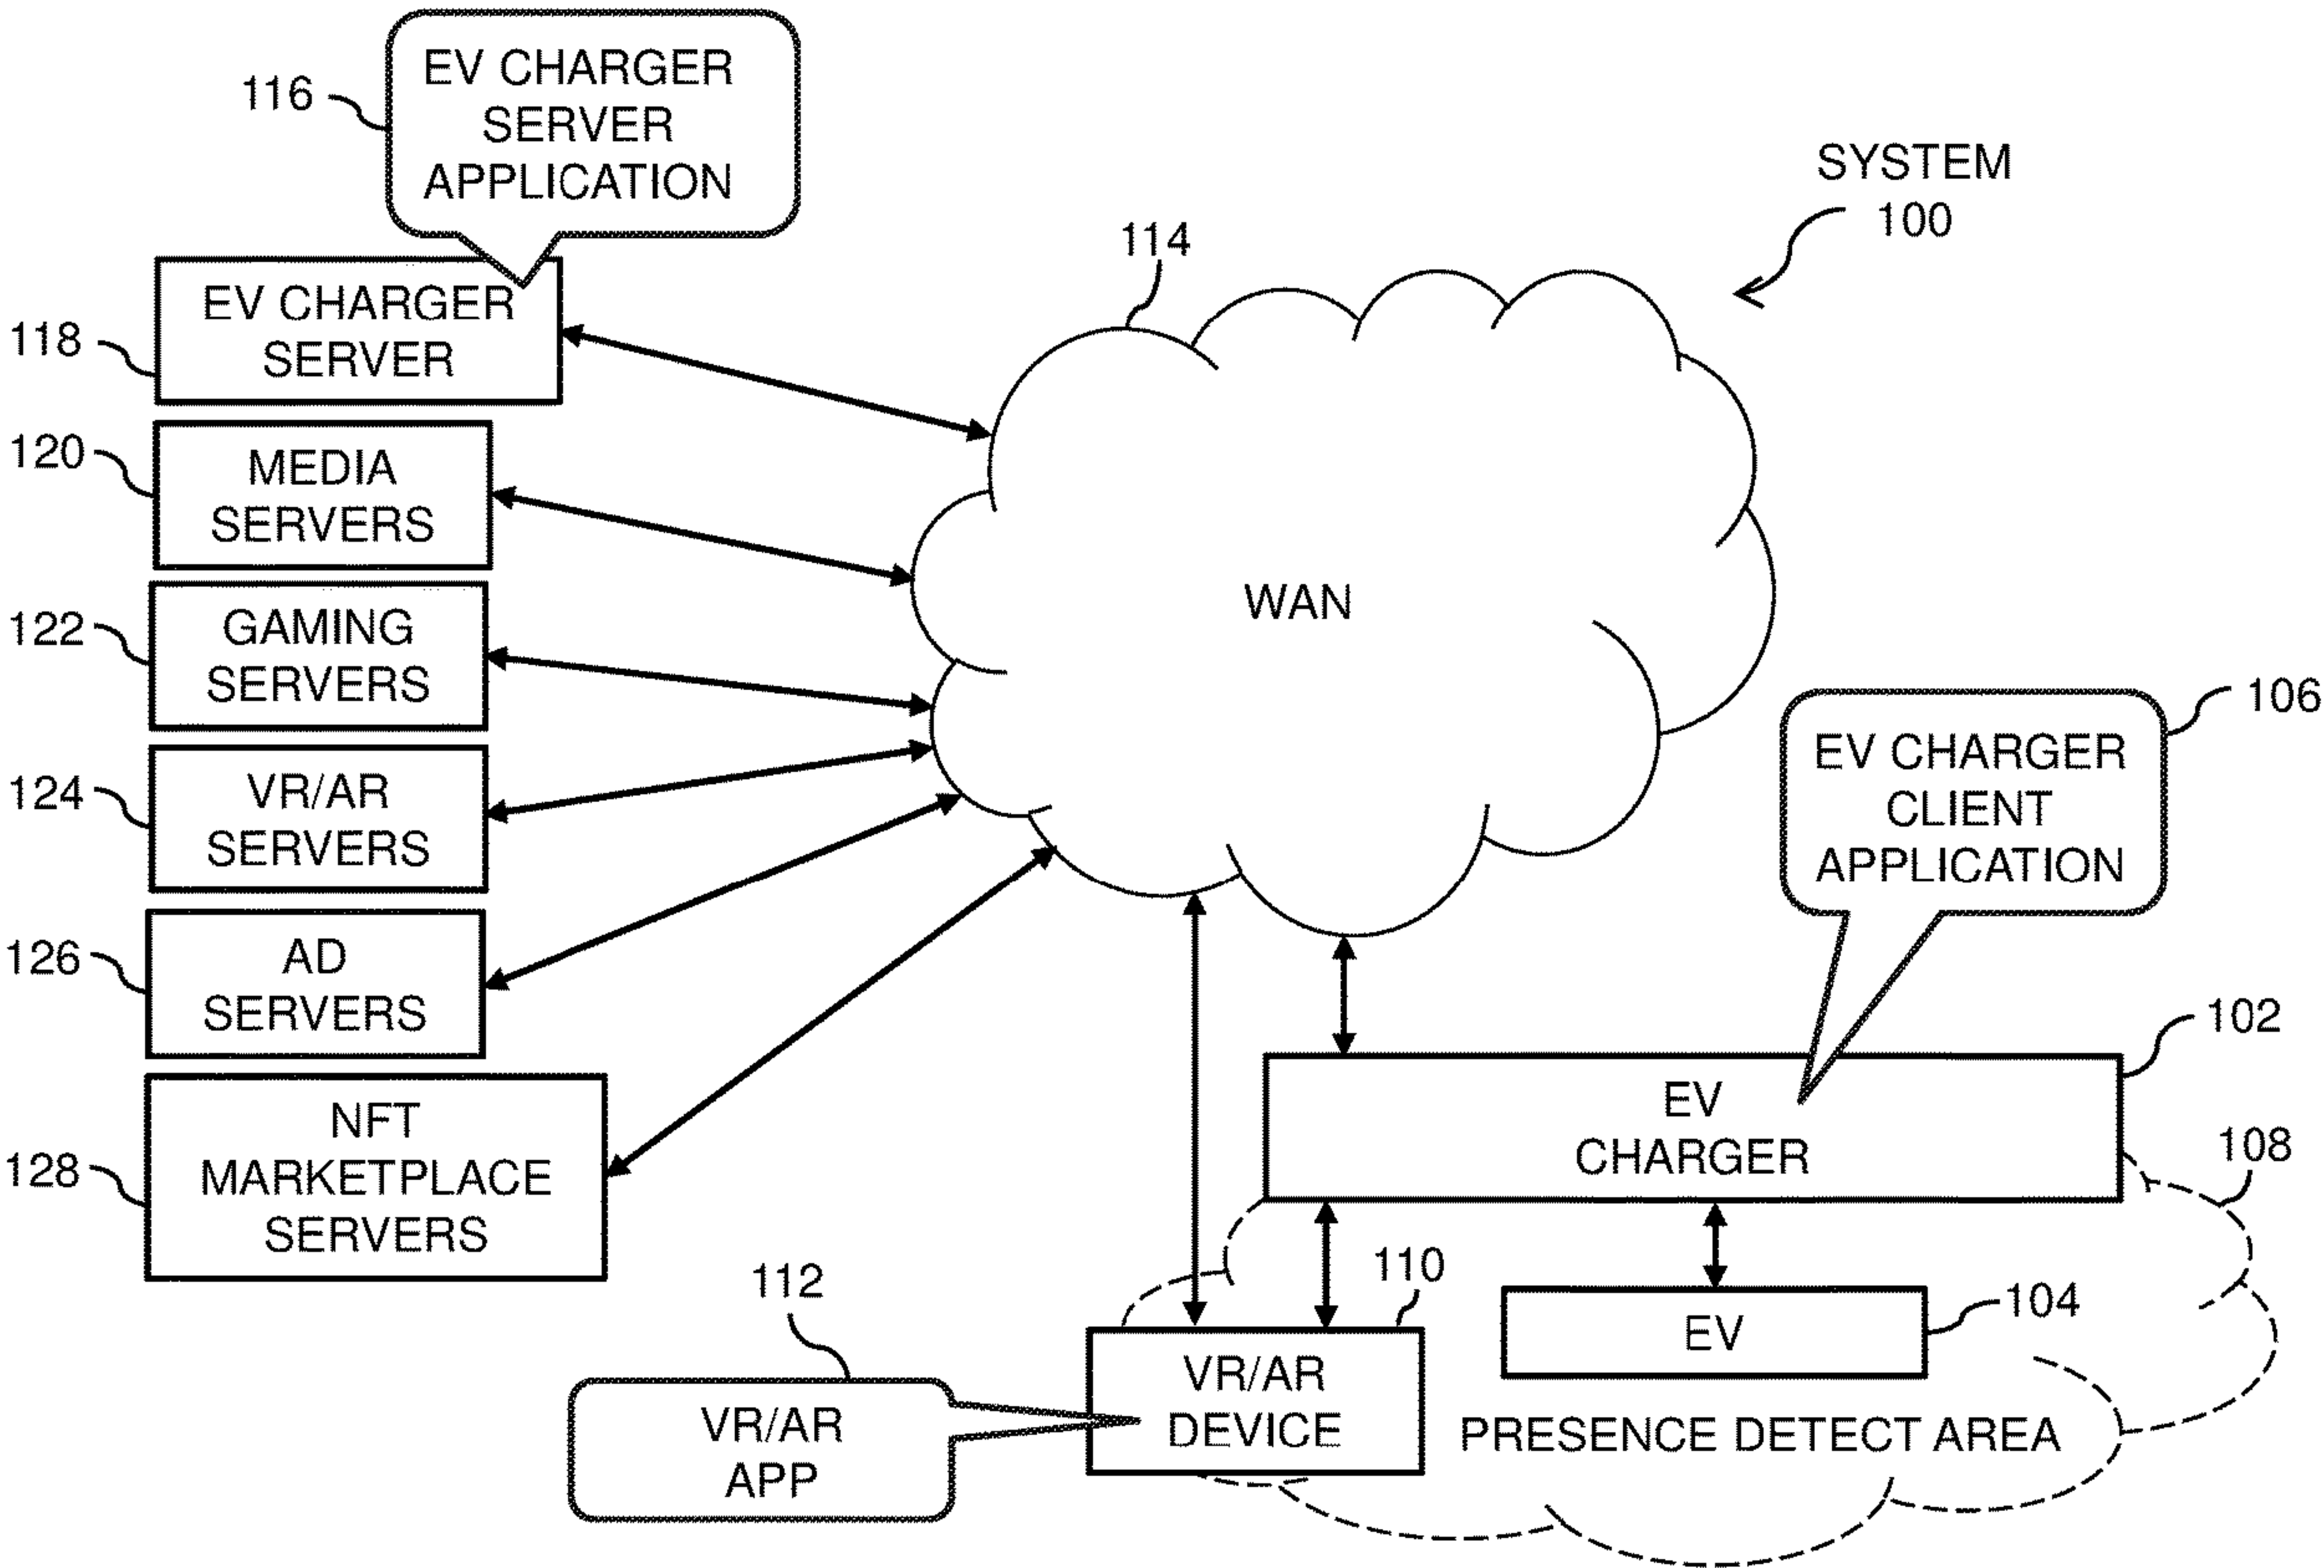 116
EV CHARGER
SERVER
APPLICATION
SYSTEM
100
114
118
EV CHARGER
SERVER
120
MEDIA
SERVERS
122
GAMING
SERVERS
WAN
124
VR/AR
SERVERS
106
EV CHARGER
CLIENT
APPLICATION
126
AD
SERVERS
102
EV
CHARGER
128
NFT
MARKETPLACE
SERVERS
108
110
112
104
EV
VR/AR
DEVICE
VR/AR
APP
PRESENCE DETECT AREA